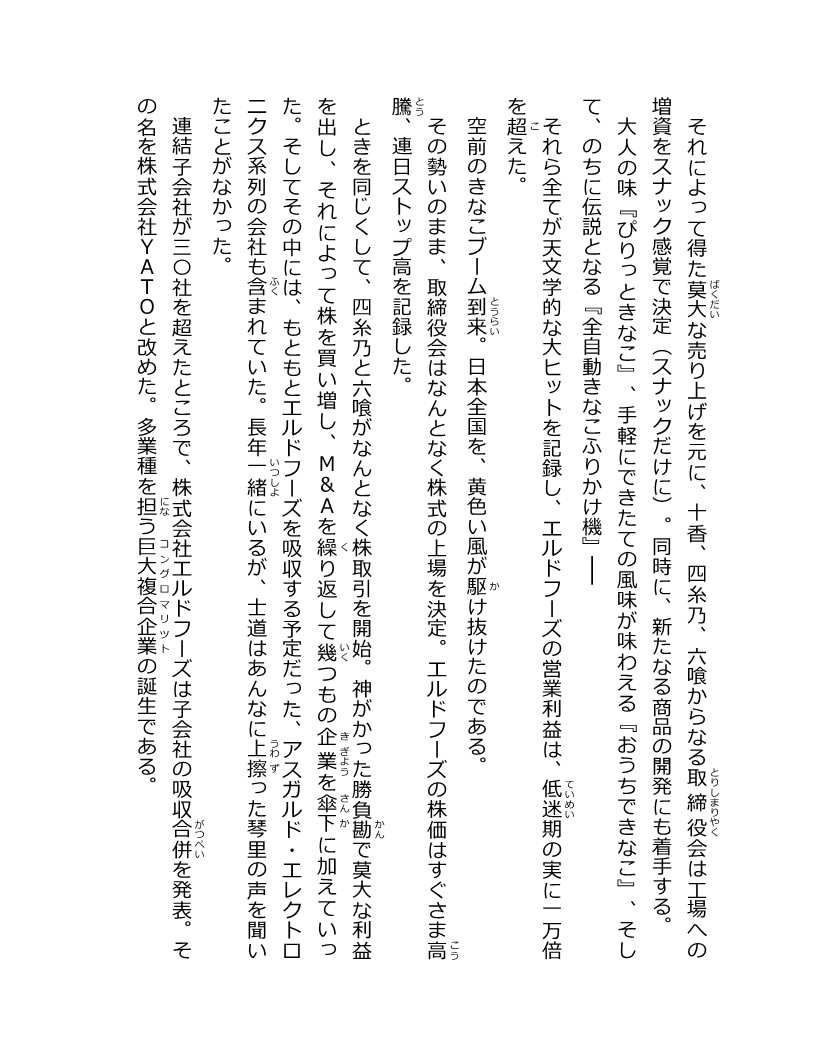 それによって得た莫大な売り上げを元に、十香、四糸乃、六喰からなる取締役会は工場への
増資をスナック感覚で決定（スナックだけに）。同時に、新たなる商品の開発にも着手する。
大人の味『ぴりっときなこ』、手軽にできたての風味が味わえる『おうちできなこ』、そし
て、のちに伝説となる『全自動きなこふりかけ機』――
それら全てが天文学的な大ヒットを記録し、エルドフーズの営業利益は、低迷期の実に一万倍
を超えた。
空前のきなこブーム到来。日本全国を、黄色い風が駆け抜けたのである。
その勢いのまま、取締役会はなんとなく株式の上場を決定。エルドフーズの株価はすぐさま高
騰、連日ストップ高を記録した。
ときを同じくして、四糸乃と六喰がなんとなく株取引を開始。神がかった勝負勘で莫大な利益
を出し、それによって株を買い増し、Ｍ＆Ａを繰り返して幾つもの企業を傘下に加えていっ
た。そしてその中には、もともとエルドフーズを吸収する予定だった、アスガルド・エレクトロ
ニクス系列の会社も含まれていた。長年一緒にいるが、士道はあんなに上擦った琴里の声を聞い
たことがなかった。
連結子会社が三〇社を超えたところで、株式会社エルドフーズは子会社の吸収合併を発表。そ
の名を株式会社ＹＡＴＯと改めた。多業種を担う巨大複合企業の誕生である。